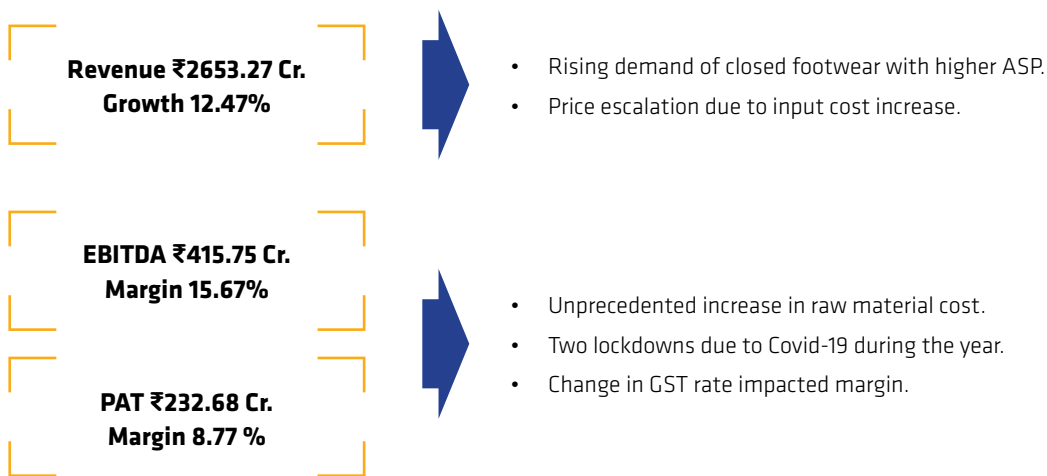 Revenue ₹2653.27 Cr.
Growth 12.47%
• Rising demand of closed footwear with higher ASP.
• Price escalation due to input cost increase.
EBITDA ₹415.75 Cr.
Margin 15.67%
PAT ₹232.68 Cr.
Margin 8.77 %
• Unprecedented increase in raw material cost.
• Two lockdowns due to Covid-19 during the year.
• Change in GST rate impacted margin.